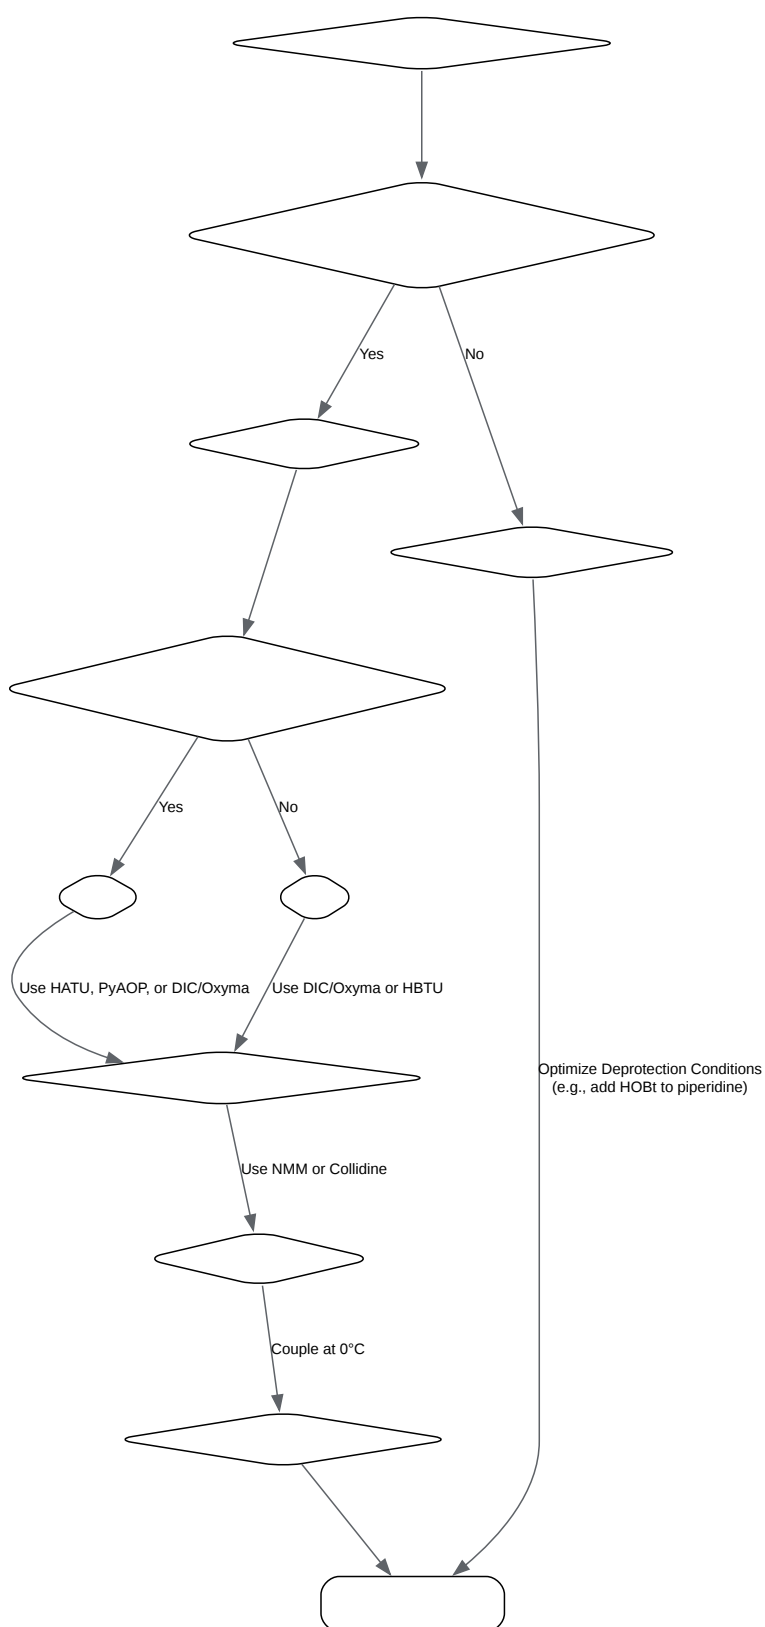 Yes
No
Yes
No
Use HATU, PyAOP, or DIC/Oxyma
Use DIC/Oxyma or HBTU
Optimize Deprotection Conditions
(e.g., add HOBt to piperidine)
Use NMM or Collidine
Couple at 0°C